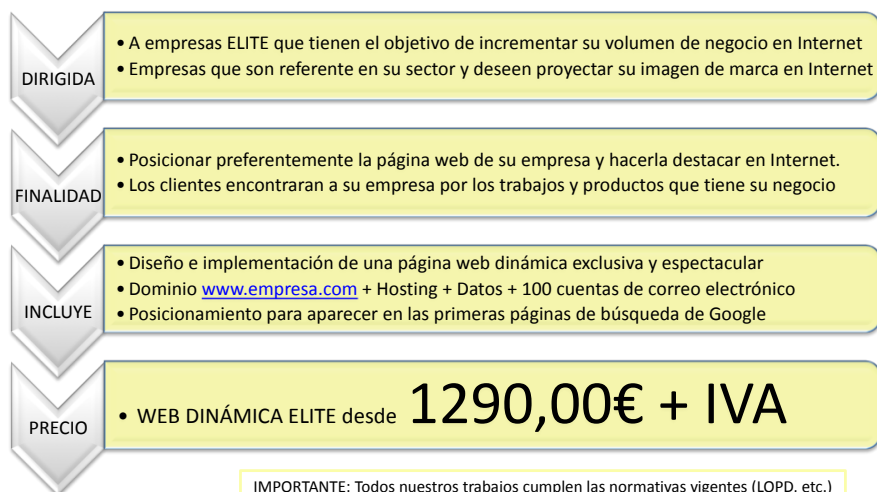 DIRIGIDA
• A empresas ELITE que tienen el objetivo de incrementar su volumen de negocio en Internet
• Empresas que son referente en su sector y deseen proyectar su imagen de marca en Internet
FINALIDAD
• Posicionar preferentemente la página web de su empresa y hacerla destacar en Internet.
• Los clientes encontraran a su empresa por los trabajos y productos que tiene su negocio
INCLUYE
• Diseño e implementación de una página web dinámica exclusiva y espectacular
• Dominio www.empresa.com + Hosting + Datos + 100 cuentas de correo electrónico
• Posicionamiento para aparecer en las primeras páginas de búsqueda de Google
PRECIO
• WEB DINÁMICA ELITE desde 1290,00€ + IVA
IMPORTANTE: Todos nuestros trabajos cumplen las normativas vigentes (LOPD, etc.)